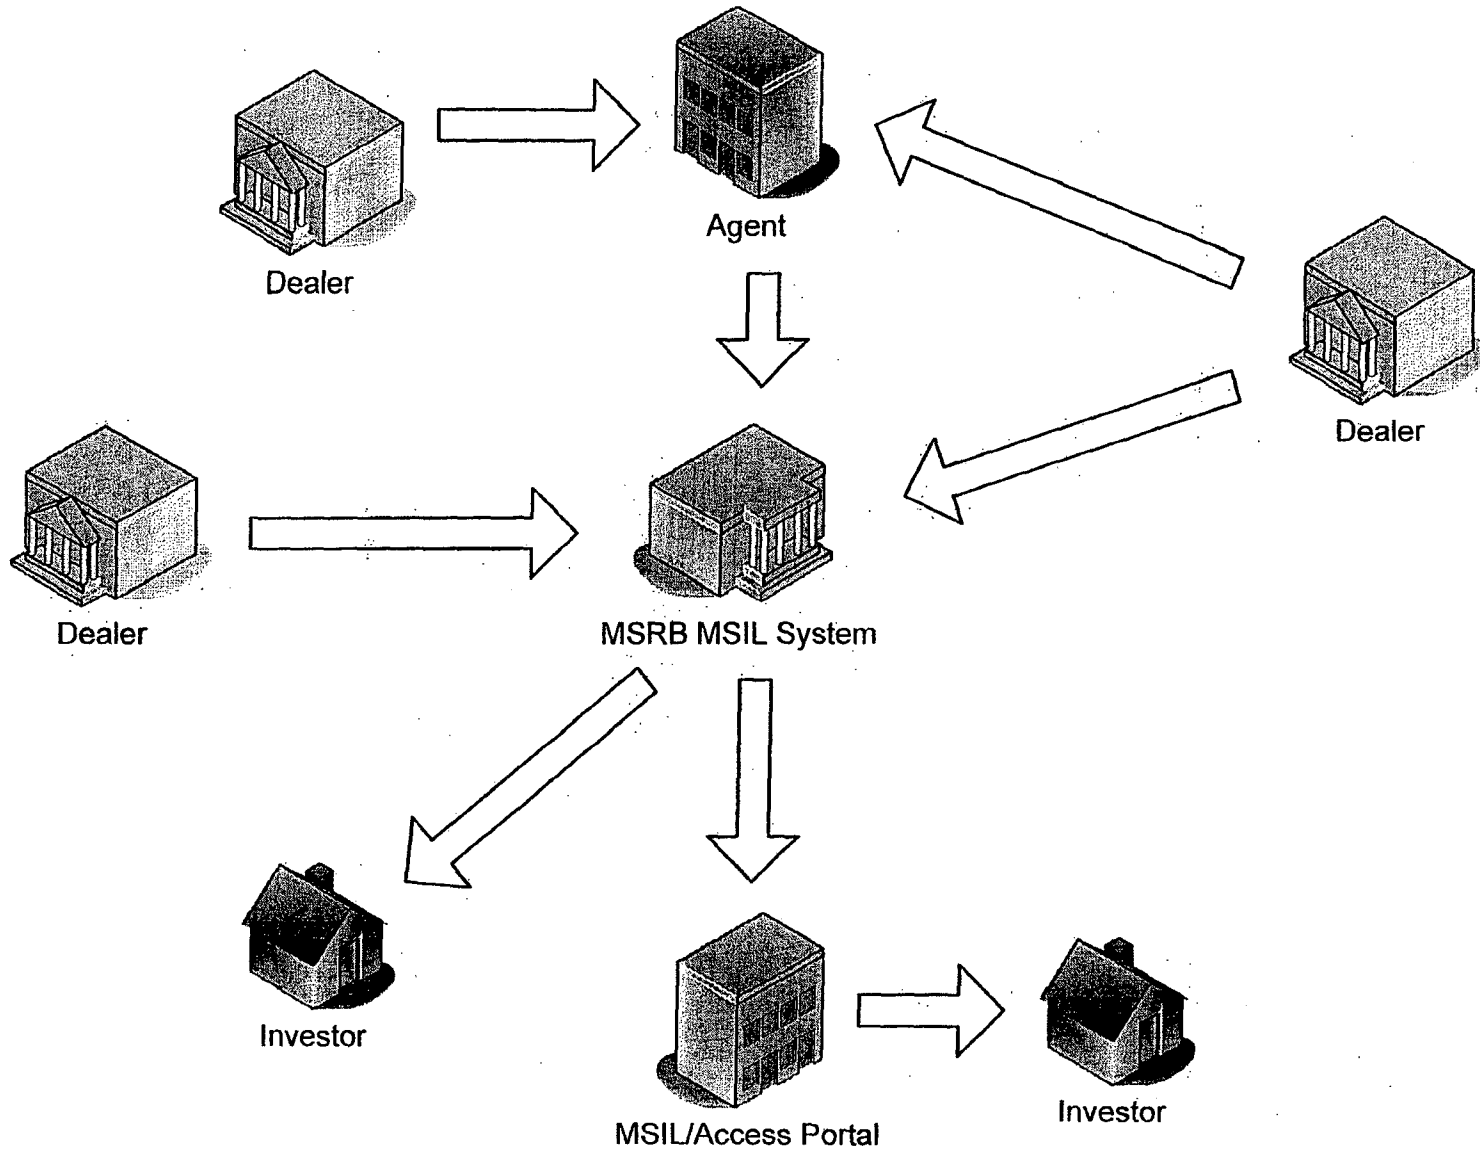 Agent
Dealer
Dealer
Dealer
MSRB MSIL System
Investor
Investor
MSIL/Access Portal